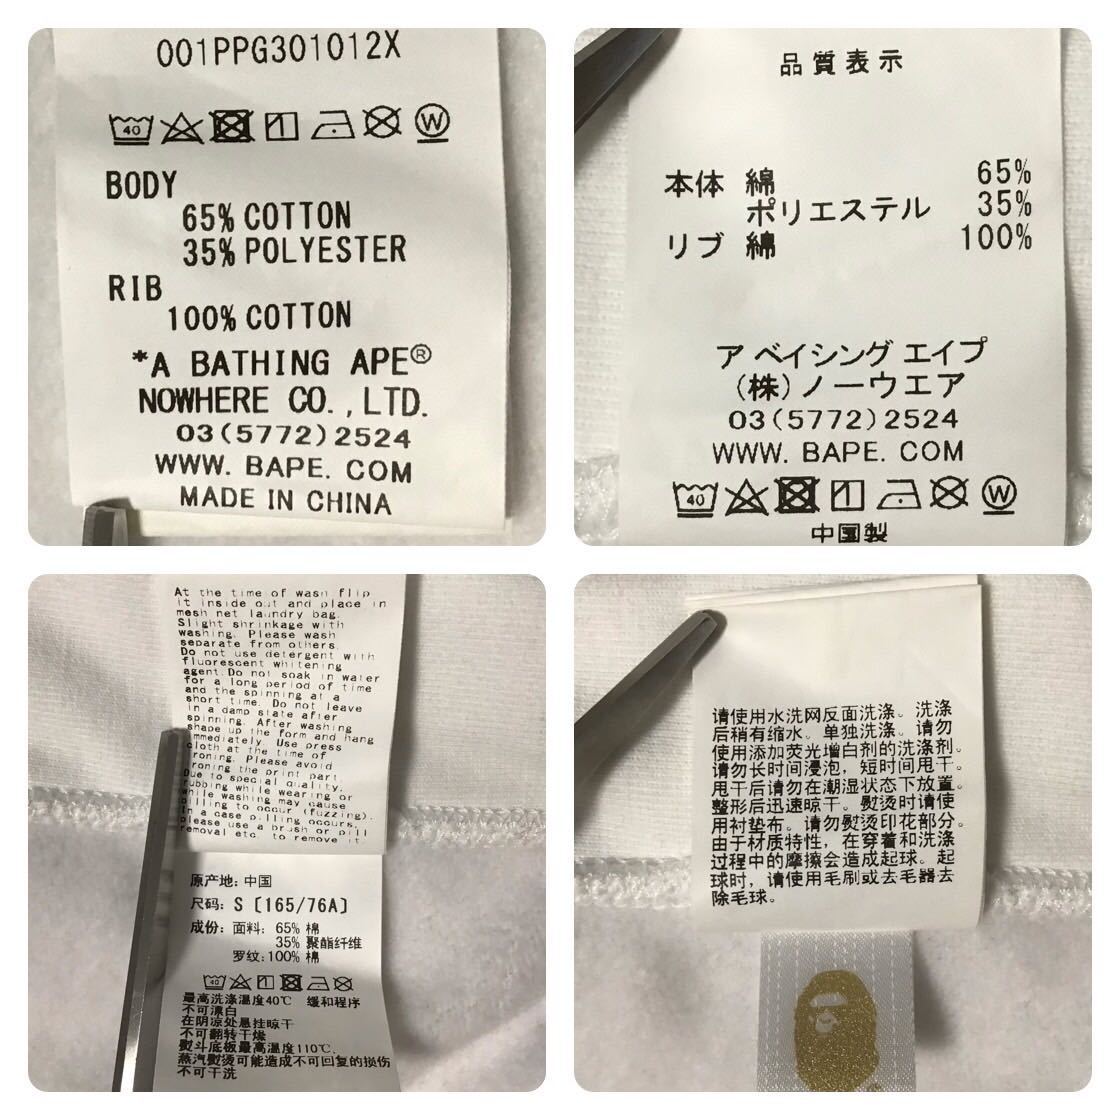 001PPG301012X
40 W
BODY
65% COTTON
35% POLYESTER
RIB
100% COTTON
*A BATHING APE®
NOWHERE CO.,LTD.
03(5772)2524
WWW. BAPE. COM
MADE IN CHINA
品質表示
本体 綿 65%
ポリエステル 35%
リブ 綿 100%
ア ベイシング エイプ
(株)ノーウエア
03(5772)2524
WWW. BAPE. COM
40 W
中国製
At the time of wash flip
it inside out and place in
mesh net laundry bag.
Slight shrinkage with
washing. Please wash
separate from others.
Do not use detergent with
fluorescent whitening
agent.Do not soak in water
for a long period of time
and the spinning at a
short time. Do not leave
in a damp state after
spinning. After washing
shape up the form and hang
immediately. Use press
cloth at the time of
ironing. Please avoid
ironing the print part.
Due to special quality.
rubbing while wearing or
while washing may cause
pilling to occur (fuzzing).
In a case pilling occurs,
please use a brush or pill
removal etc. to remove it.
原产地: 中国
尺码: S [165/76A]
成份: 面料: 65% 棉
35% 聚酯纤维
罗纹:100% 棉
40
最高洗涤温度40℃ 缓和程序
不可漂白
在阴凉处悬挂晾干
不可翻转干燥
熨斗底板最高温度110℃,
蒸汽熨烫可能造成不可回复的损伤
不可干洗
请使用水洗网反面洗涤。洗涤
后稍有缩水。单独洗涤。请勿
使用添加荧光增白剂的洗涤剂。
请勿长时间浸泡，短时间甩干。
甩干后请勿在潮湿状态下放置。
整形后迅速晾干。熨烫时请使
用衬垫布。请勿熨烫印花部分。
由于材质特性，在穿着和洗涤
过程中的摩擦会造成起球。起
球时，请使用毛刷或去毛器去
除毛球。